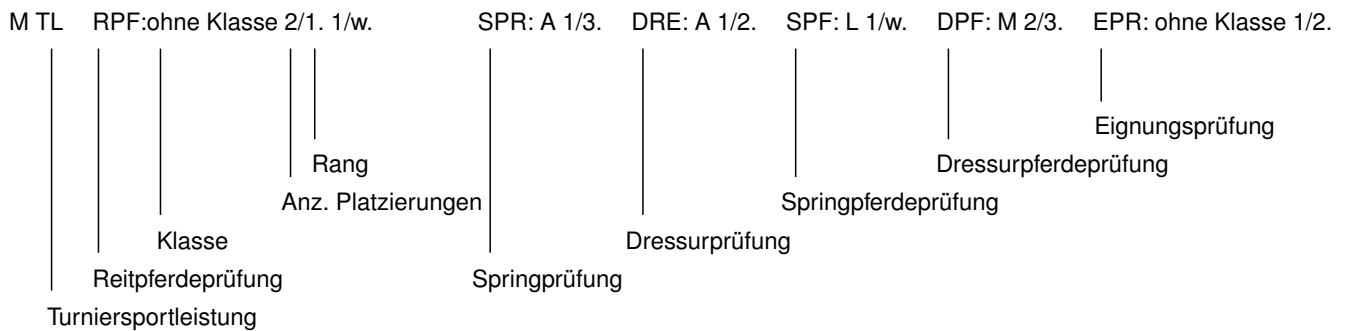 M TL RPF:ohne Klasse 2/1. 1/w. SPR: A 1/3. DRE: A 1/2. SPF: L 1/w. DPF: M 2/3. EPR: ohne Klasse 1/2.
Eignungsprüfung
Rang Dressurpferdeprüfung
Anz. Platzierungen Springpferdeprüfung
Klasse Dressurprüfung
Reitpferdeprüfung Springprüfung
Turniersportleistung